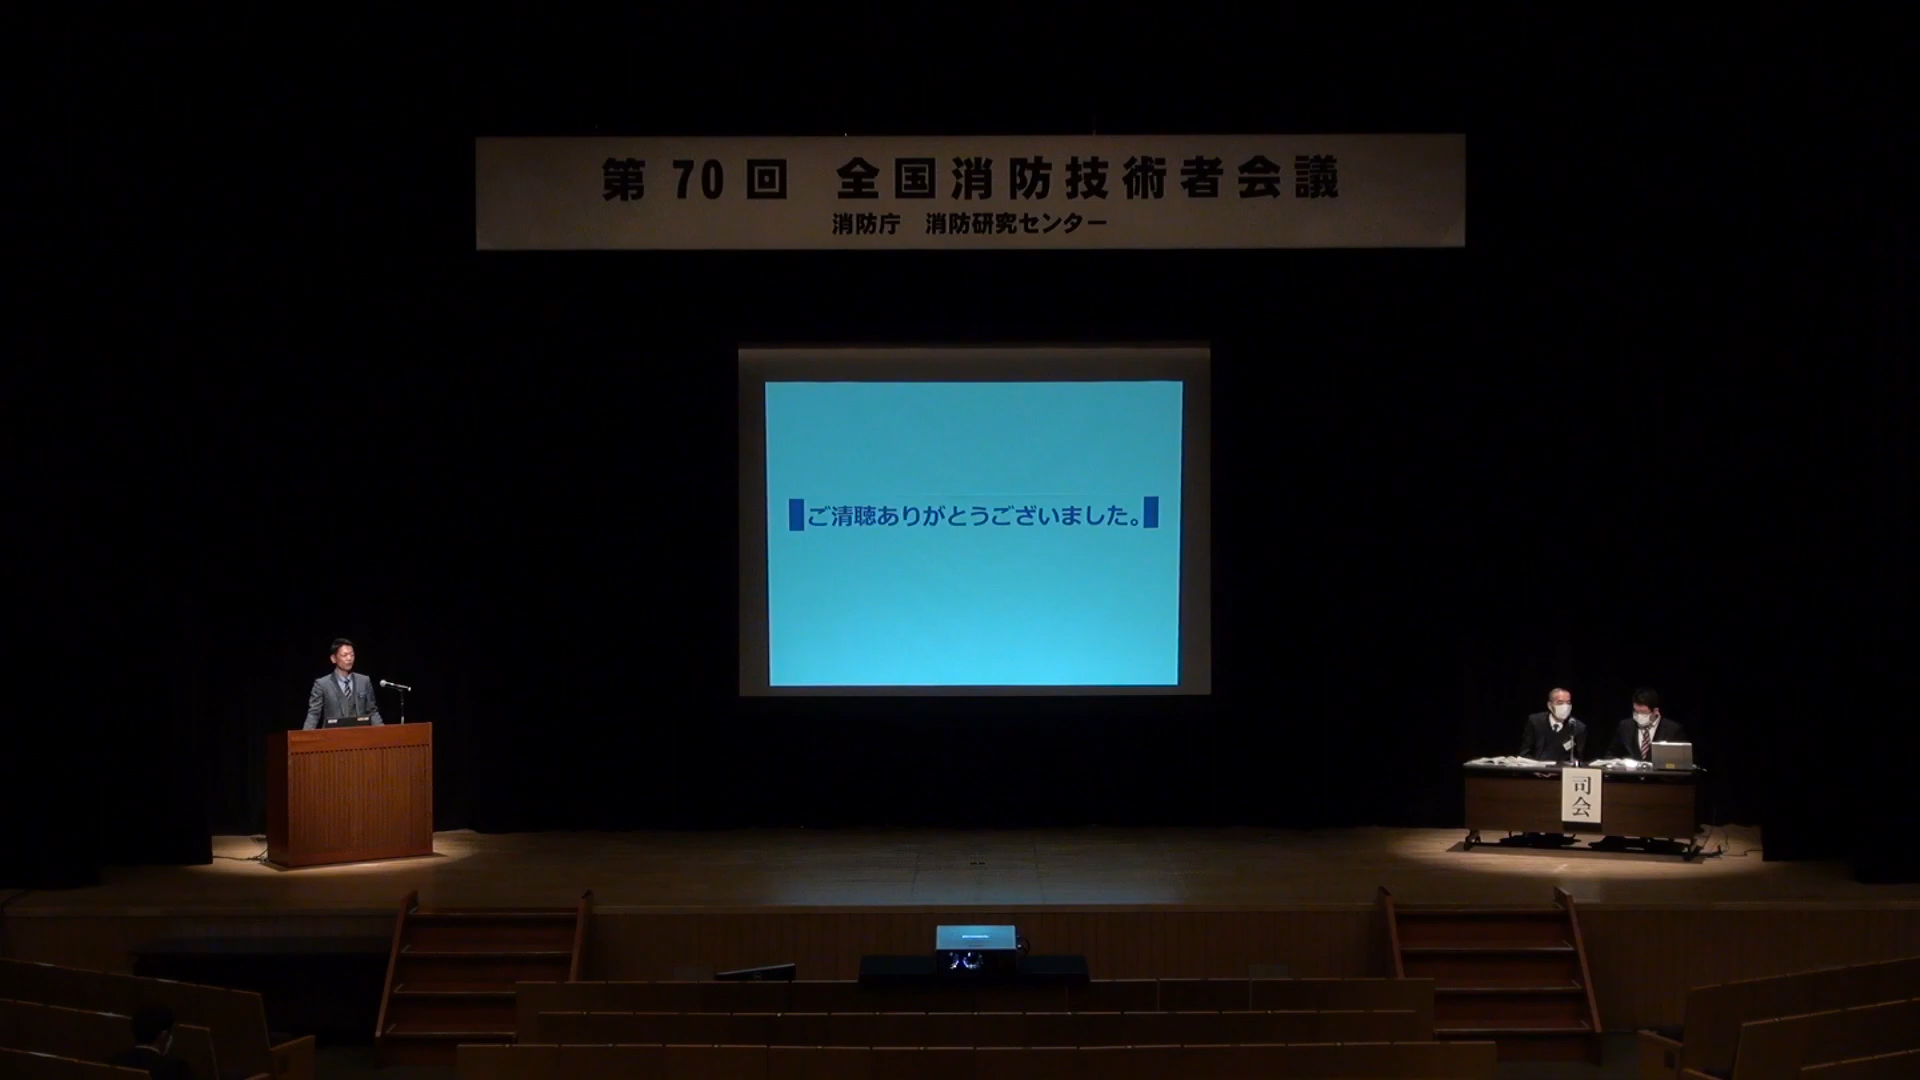 第70回 全国消防技術者会議
消防庁 消防研究センター
ご清聴ありがとうございました。
司会